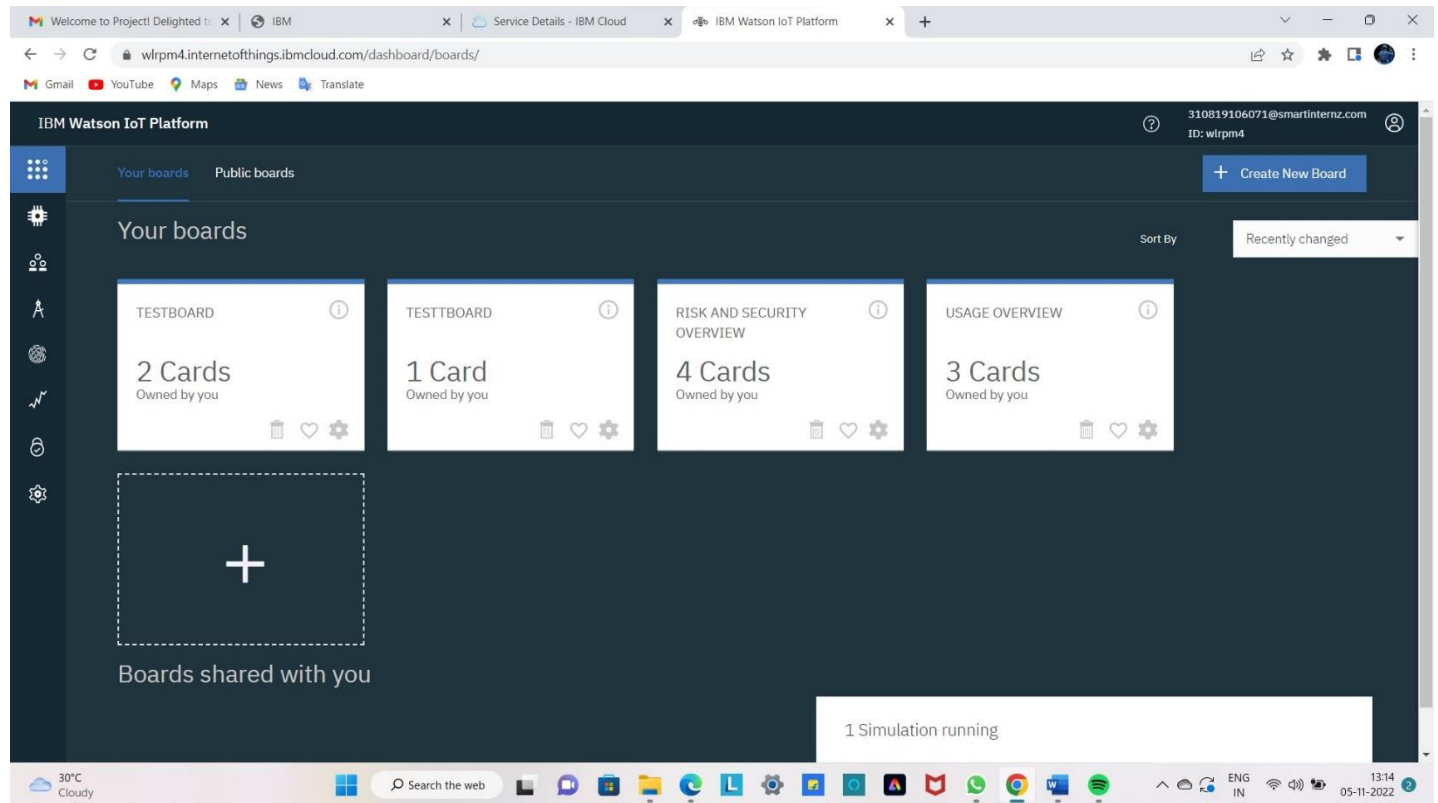 Welcome to Project! Delighted to
IBM
Service Details - IBM Cloud
IBM Watson IoT Platform
wlrpm4.internetofthings.ibmcloud.com/dashboard/boards/
Gmail
YouTube
Maps
News
Translate
IBM Watson IoT Platform
310819106071@smartinternz.com
ID: wlrpm4
Your boards
Public boards
Create New Board
Your boards
Sort By
Recently changed
TESTBOARD
2 Cards
Owned by you
TESTTBOARD
1 Card
Owned by you
RISK AND SECURITY
OVERVIEW
4 Cards
Owned by you
USAGE OVERVIEW
3 Cards
Owned by you
Boards shared with you
1 Simulation running
30°C
Cloudy
Search the web
ENG
IN
13:14
05-11-2022
2